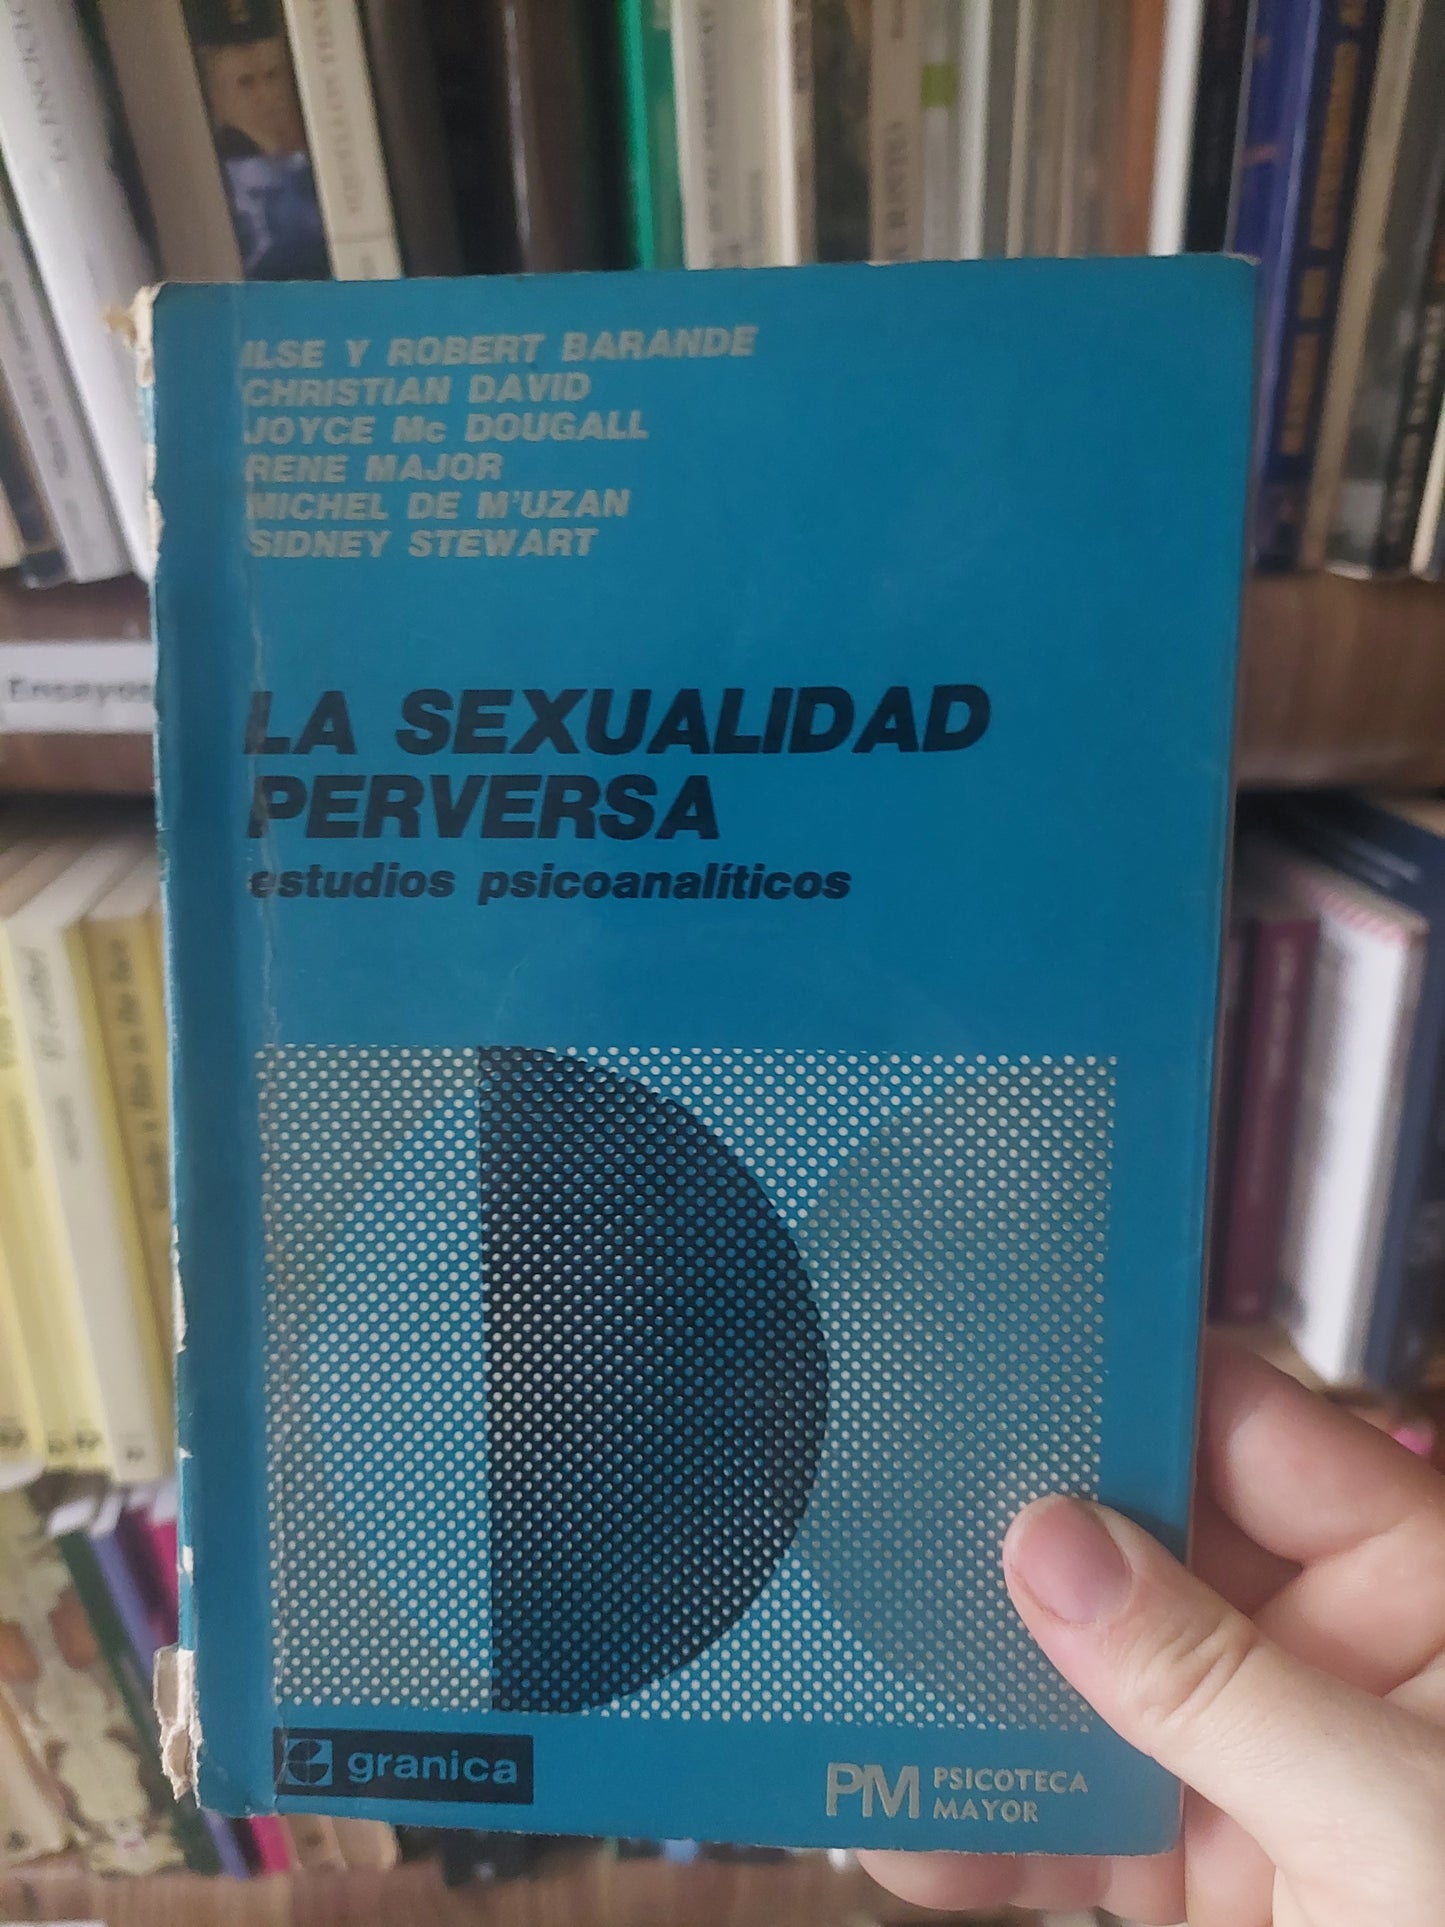 ILSE Y ROBERT BARANDE
CHRISTIAN DAVID
JOYCE Mc DOUGALL
RENE MAJOR
MICHEL DE M'UZAN
SIDNEY STEWART
LA SEXUALIDAD
PERVERSA
estudios psicoanalíticos
granica
PM PSICOTECA
MAYOR
Ensayos